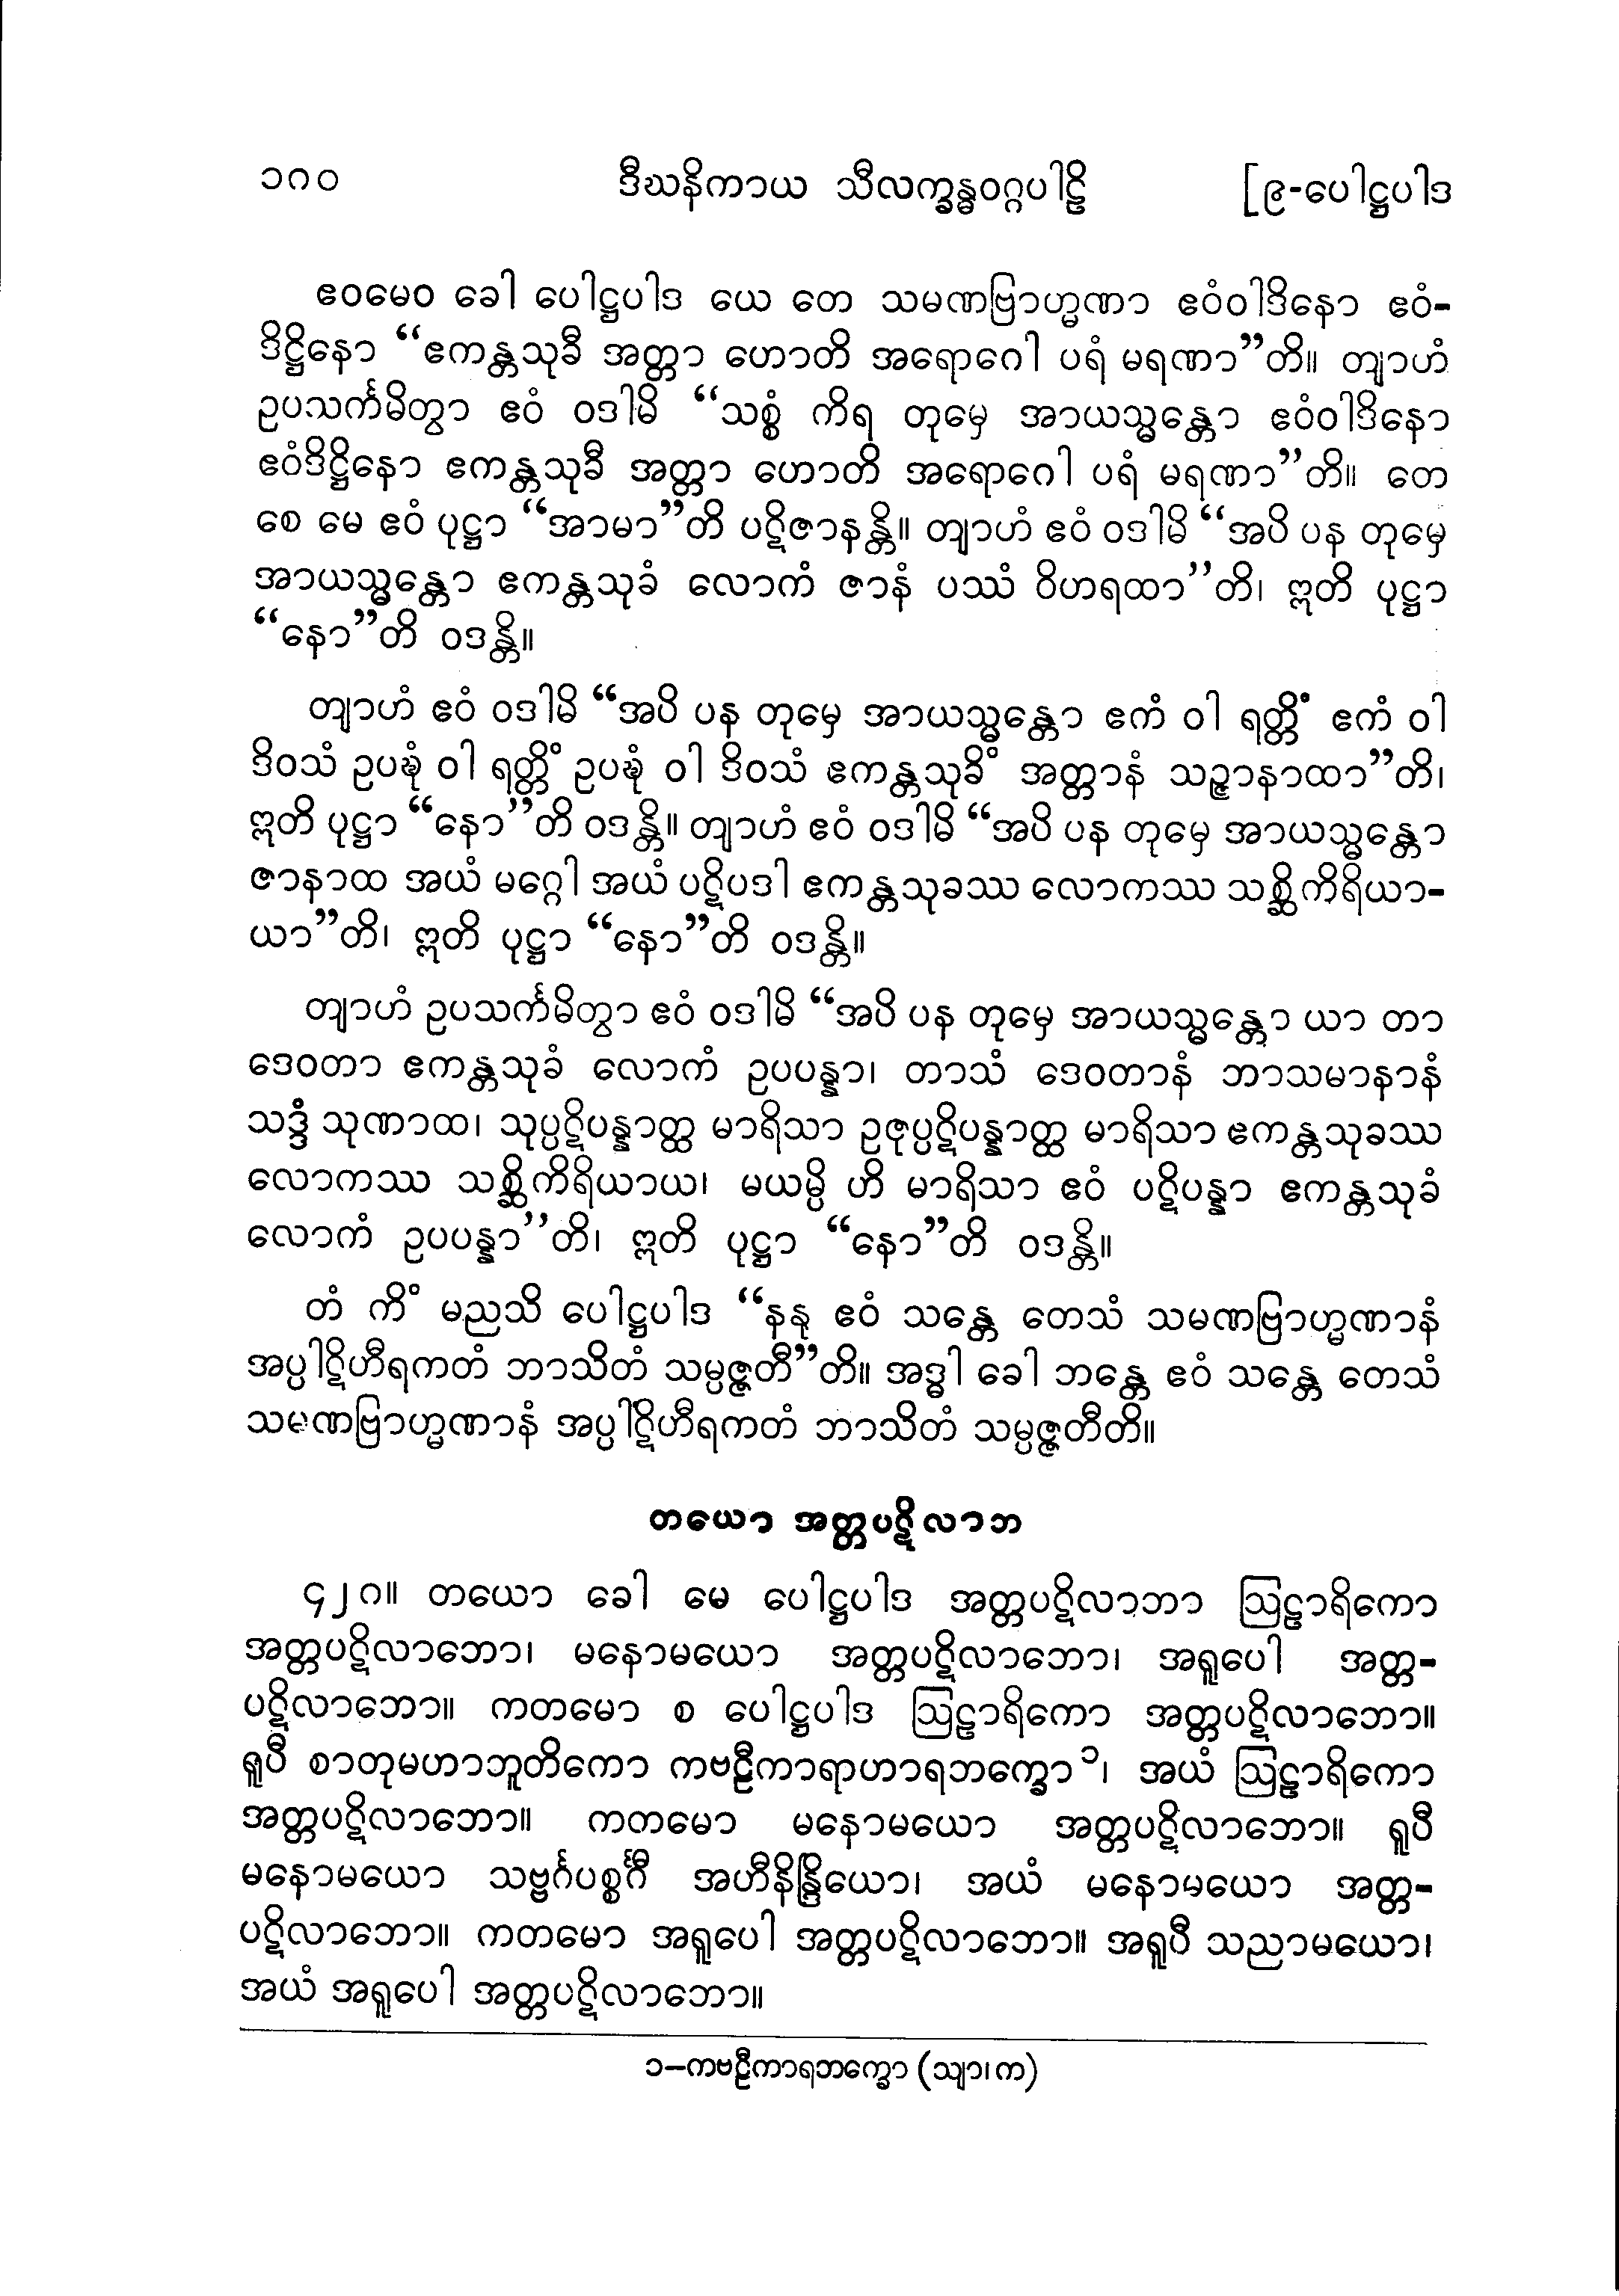 ၁၈၀ ဒီဃနိကာယ သီလက္ခန္ဓဝဂ္ဂပါဠိ [၉-ပေါဋ္ဌပါဒ
ဧဝမေဝ ခေါ ပေါဋ္ဌပါဒ ယေ တေ သမဏဗြာဟ္မဏာ ဧဝံဝါဒိနော ဧဝံ-
ဒိဋ္ဌိနော “ဧကန္တသုခီ အတ္တာ ဟောတိ အရောဂေါ ပရံ မရဏာ”တိ။ တျာဟံ
ဥပသင်္ကမိတွာ ဧဝံ ဝဒါမိ “သစ္စံ ကိရ တုမှေ အာယသ္မန္တော ဧဝံဝါဒိနော
ဧဝံဒိဋ္ဌိနော ဧကန္တသုခီ အတ္တာ ဟောတိ အရောဂေါ ပရံ မရဏာ”တိ။ တေ
စေ မေ ဧဝံ ပုဋ္ဌာ “အာမာ”တိ ပဋိဇာနန္တိ။ တျာဟံ ဧဝံ ဝဒါမိ “အပိ ပန တုမှေ
အာယသ္မန္တော ဧကန္တသုခံ လောကံ ဇာနံ ပဿံ ဝိဟရထာ”တိ၊ ဣတိ ပုဋ္ဌာ
“နော”တိ ဝဒန္တိ။
တျာဟံ ဧဝံ ဝဒါမိ “အပိ ပန တုမှေ အာယသ္မန္တော ဧကံ ဝါ ရတ္တိံ ဧကံ ဝါ
ဒိဝသံ ဥပဍ္ဎံ ဝါ ရတ္တိံ ဥပဍ္ဎံ ဝါ ဒိဝသံ ဧကန္တသုခိံ အတ္တာနံ သဉ္ဇာနာထာ”တိ၊
ဣတိ ပုဋ္ဌာ “နော”တိ ဝဒန္တိ။ တျာဟံ ဧဝံ ဝဒါမိ “အပိ ပန တုမှေ အာယသ္မန္တော
ဇာနာထ အယံ မဂ္ဂေါ အယံ ပဋိပဒါ ဧကန္တသုခဿ လောကဿ သစ္ဆိကိရိယာ-
ယာ”တိ၊ ဣတိ ပုဋ္ဌာ “နော”တိ ဝဒန္တိ။
တျာဟံ ဥပသင်္ကမိတွာ ဧဝံ ဝဒါမိ “အပိ ပန တုမှေ အာယသ္မန္တော ယာ တာ
ဒေဝတာ ဧကန္တသုခံ လောကံ ဥပပန္နာ၊ တာသံ ဒေဝတာနံ ဘာသမာနာနံ
သဒ္ဒံ သုဏာထ၊ သုပ္ပဋိပန္နာတ္ထ မာရိသာ ဥဇုပ္ပဋိပန္နာတ္ထ မာရိသာ ဧကန္တသုခဿ
လောကဿ သစ္ဆိကိရိယာယ၊ မယမ္ပိ ဟိ မာရိသာ ဧဝံ ပဋိပန္နာ ဧကန္တသုခံ
လောကံ ဥပပန္နာ”တိ၊ ဣတိ ပုဋ္ဌာ “နော”တိ ဝဒန္တိ။
တံ ကိံ မညသိ ပေါဋ္ဌပါဒ “နနု ဧဝံ သန္တေ တေသံ သမဏဗြာဟ္မဏာနံ
အပ္ပါဋိဟီရကတံ ဘာသိတံ သမ္ပဇ္ဇတီ”တိ။ အဒ္ဓါ ခေါ ဘန္တေ ဧဝံ သန္တေ တေသံ
သမဏဗြာဟ္မဏာနံ အပ္ပါဋိဟီရကတံ ဘာသိတံ သမ္ပဇ္ဇတီတိ။
တယော အတ္တပဋိလာဘ
၄၂၈။ တယော ခေါ မေ ပေါဋ္ဌပါဒ အတ္တပဋိလာဘာ ဩဠာရိကော
အတ္တပဋိလာဘော၊ မနောမယော အတ္တပဋိလာဘော၊ အရူပေါ အတ္တ-
ပဋိလာဘော။ ကတမော စ ပေါဋ္ဌပါဒ ဩဠာရိကော အတ္တပဋိလာဘော။
ရူပီ စာတုမဟာဘူတိကော ကဗဠီကာရာဟာရဘက္ခော၁၊ အယံ ဩဠာရိကော
အတ္တပဋိလာဘော။ ကတမော မနောမယော အတ္တပဋိလာဘော။ ရူပီ
မနောမယော သဗ္ဗင်္ဂပစ္စင်္ဂီ အဟီနိန္ဒြိယော၊ အယံ မနောမယော အတ္တ-
ပဋိလာဘော။ ကတမော အရူပေါ အတ္တပဋိလာဘော။ အရူပီ သညာမယော၊
အယံ အရူပေါ အတ္တပဋိလာဘော။
၁–ကဗဠီကာရဘက္ခော (သျာ၊ က)